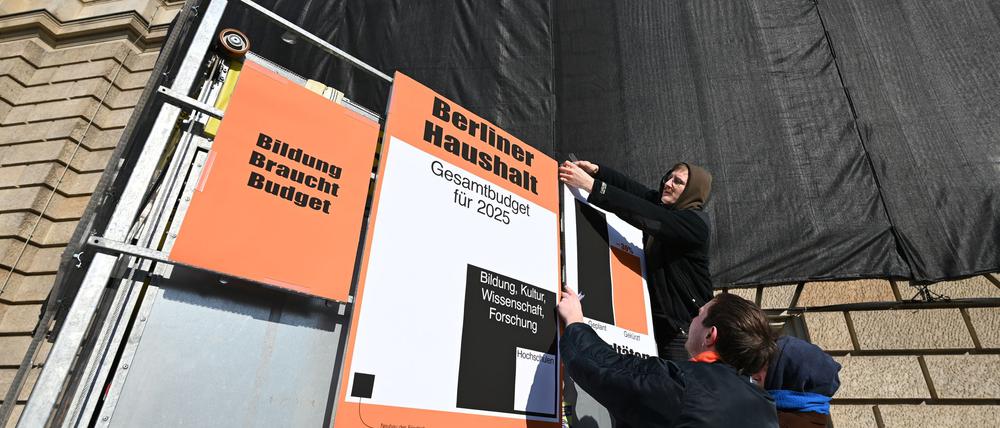 Bildung
Braucht
Budget
Berliner
Haushalt
Gesamtbudget
für 2025
Bildung, Kultur,
Wissenschaft,
Forschung
Hochschulen
Geplant
Gekürzt